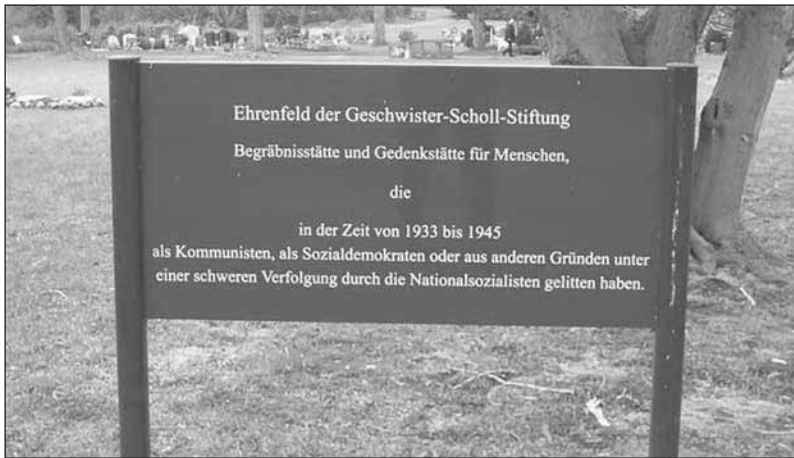 Ehrenfeld der Geschwister-Scholl-Stiftung
Begräbnisstätte und Gedenkstätte für Menschen,
die
in der Zeit von 1933 bis 1945
als Kommunisten, als Sozialdemokraten oder aus anderen Gründen unter
einer schweren Verfolgung durch die Nationalsozialisten gelitten haben.